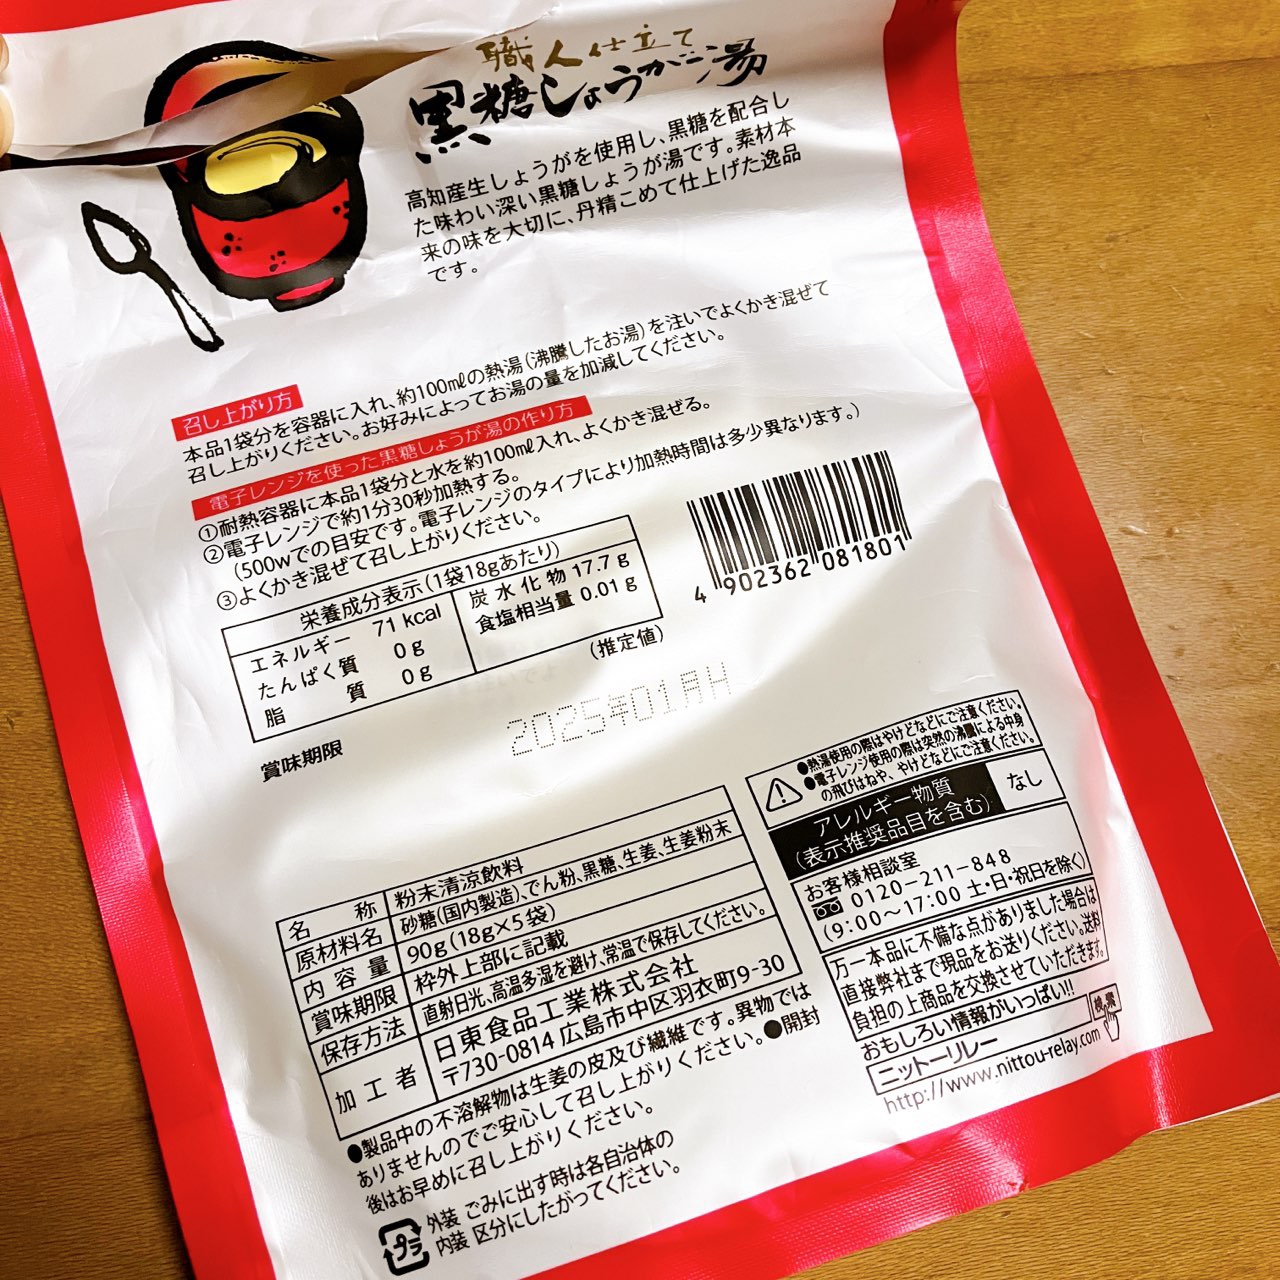 職人仕立て
黒糖しょうが湯
高知産生しょうがを使用し、黒糖を配合し
た味わい深い黒糖しょうが湯です。素材本
来の味を大切に、丹精こめて仕上げた逸品
です。
召し上がり方
本品1袋分を容器に入れ、約100mlの熱湯(沸騰したお湯)を注いでよくかき混ぜて
召し上がりください。お好みによってお湯の量を加減してください。
電子レンジを使った黒糖しょうが湯の作り方
①耐熱容器に本品1袋分と水を約100ml入れ、よくかき混ぜる。
②電子レンジで約1分30秒加熱する。
(500wでの目安です。電子レンジのタイプにより加熱時間は多少異なります。)
③よくかき混ぜて召し上がりください。
栄養成分表示(1袋18gあたり)
エネルギー 71 kcal 炭水化物 17.7 g
たんぱく質 0 g 食塩相当量 0.01 g
脂質 0 g
(推定値)
4 902362 081801
賞味期限
2025年01月H
名称 粉末清涼飲料
原材料名 砂糖(国内製造)、でん粉、黒糖、生姜、生姜粉末
内容量 90g(18g×5袋)
賞味期限 枠外上部に記載
保存方法 直射日光、高温多湿を避け、常温で保存してください。
加工者 日東食品工業株式会社
〒730-0814 広島市中区羽衣町9-30
●製品中の不溶解物は生姜の皮及び繊維です。異物では
ありませんのでご安心して召し上がりください。●開封
後はお早めに召し上がりください。
プラ
外装 ごみに出す時は各自治体の
内装 区分にしたがってください。
●熱湯使用の際はやけどなどにご注意ください。
●電子レンジ使用の際は突然の沸騰による中身
の飛びはねや、やけどなどにご注意ください。
アレルギー物質
(表示推奨品目を含む) なし
お客様相談室
0120-211-848
(9:00～17:00 土・日・祝日を除く)
万一本品に不備な点がありました場合は
直接弊社まで現品をお送りください。送料
負担の上商品を交換させていただきます。
おもしろい情報がいっぱい!!
ニットーリレー 検索
http://www.nittou-relay.com